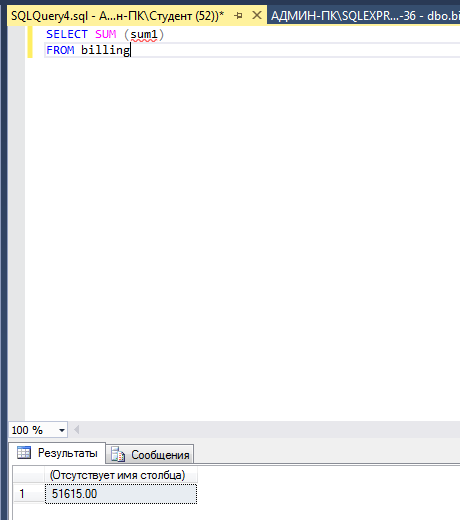 SQLQuery4.sql - А...н-ПК\Студент (52))*
АДМИН-ПК\SQLEXPR...-36 - dbo.bi
SELECT SUM (sum1)
FROM billing
100 %
Результаты
Сообщения
(Отсутствует имя столбца)
1
51615.00